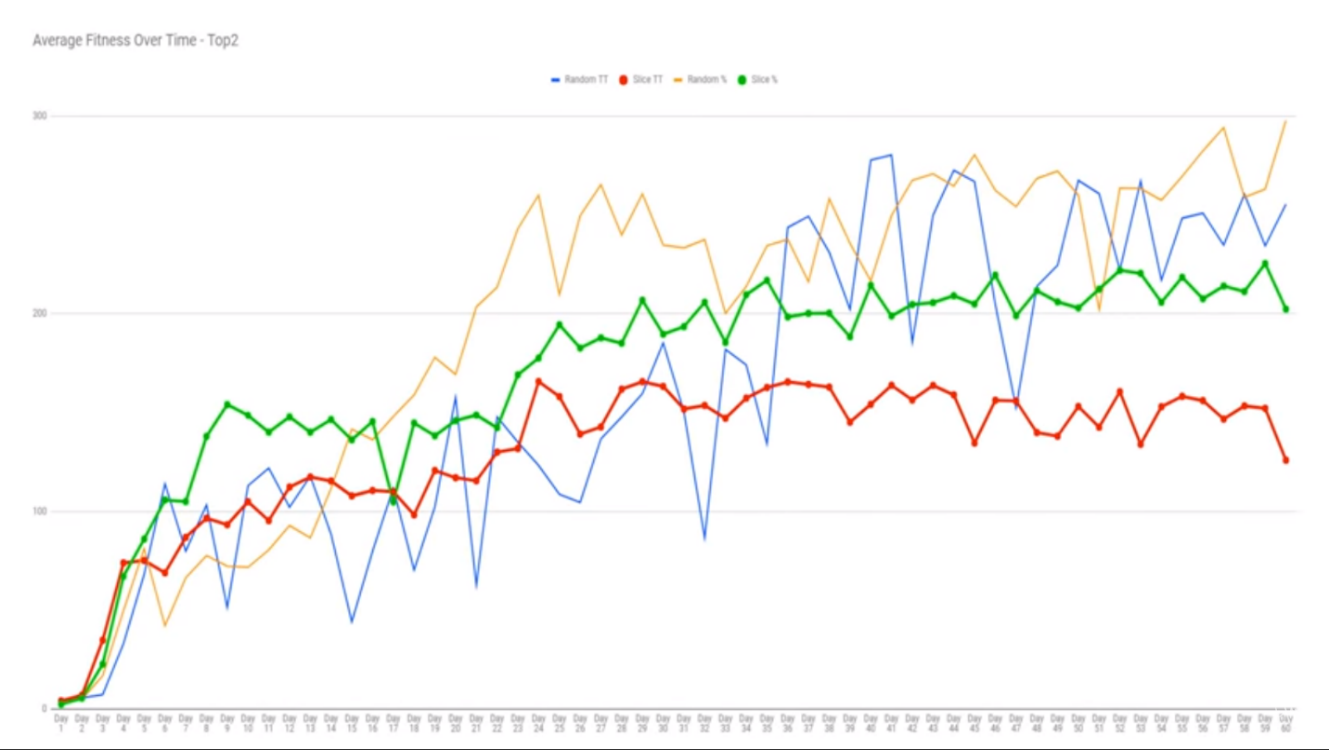 Average Fitness Over Time - Top2
Random TT Slice TT Random % Slice %
300
200
100
0
Day Day Day Day Day Day Day Day Day Day Day Day Day Day Day Day Day Day Day Day Day Day Day Day Day Day Day Day Day Day Day Day Day Day Day Day Day Day Day Day Day Day Day Day Day Day Day Day Day Day Day Day Day Day Day Day Day Day Day Day
1 2 3 4 5 6 7 8 9 10 11 12 13 14 15 16 17 18 19 20 21 22 23 24 25 26 27 28 29 30 31 32 33 34 35 36 37 38 39 40 41 42 43 44 45 46 47 48 49 50 51 52 53 54 55 56 57 58 59 60